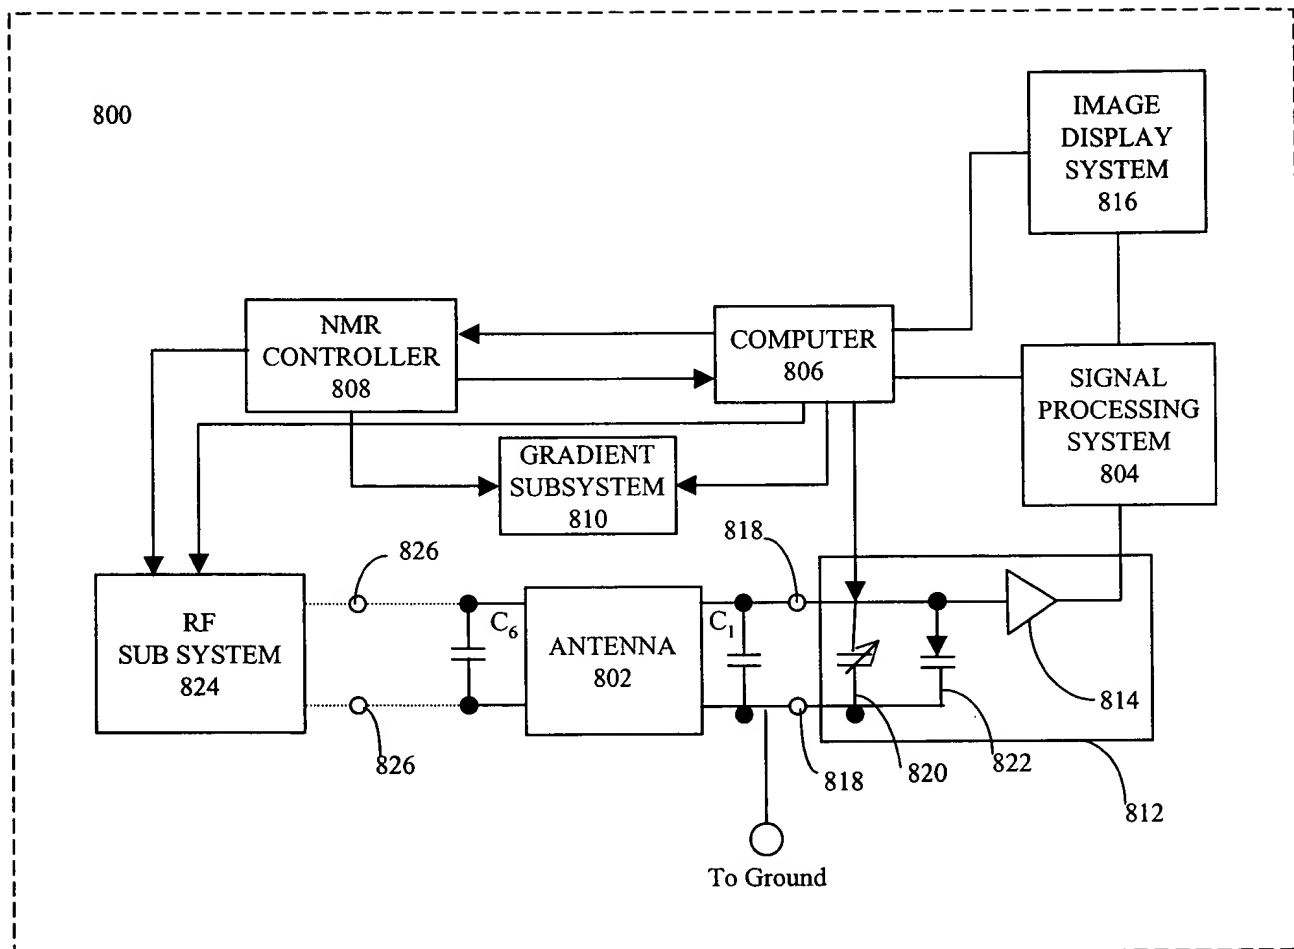 800
IMAGE
DISPLAY
SYSTEM
816
NMR
CONTROLLER
808
COMPUTER
806
SIGNAL
PROCESSING
SYSTEM
804
GRADIENT
SUBSYSTEM
810
826
818
RF
SUB SYSTEM
824
C6
ANTENNA
802
C1
814
826
818
820
822
812
To Ground